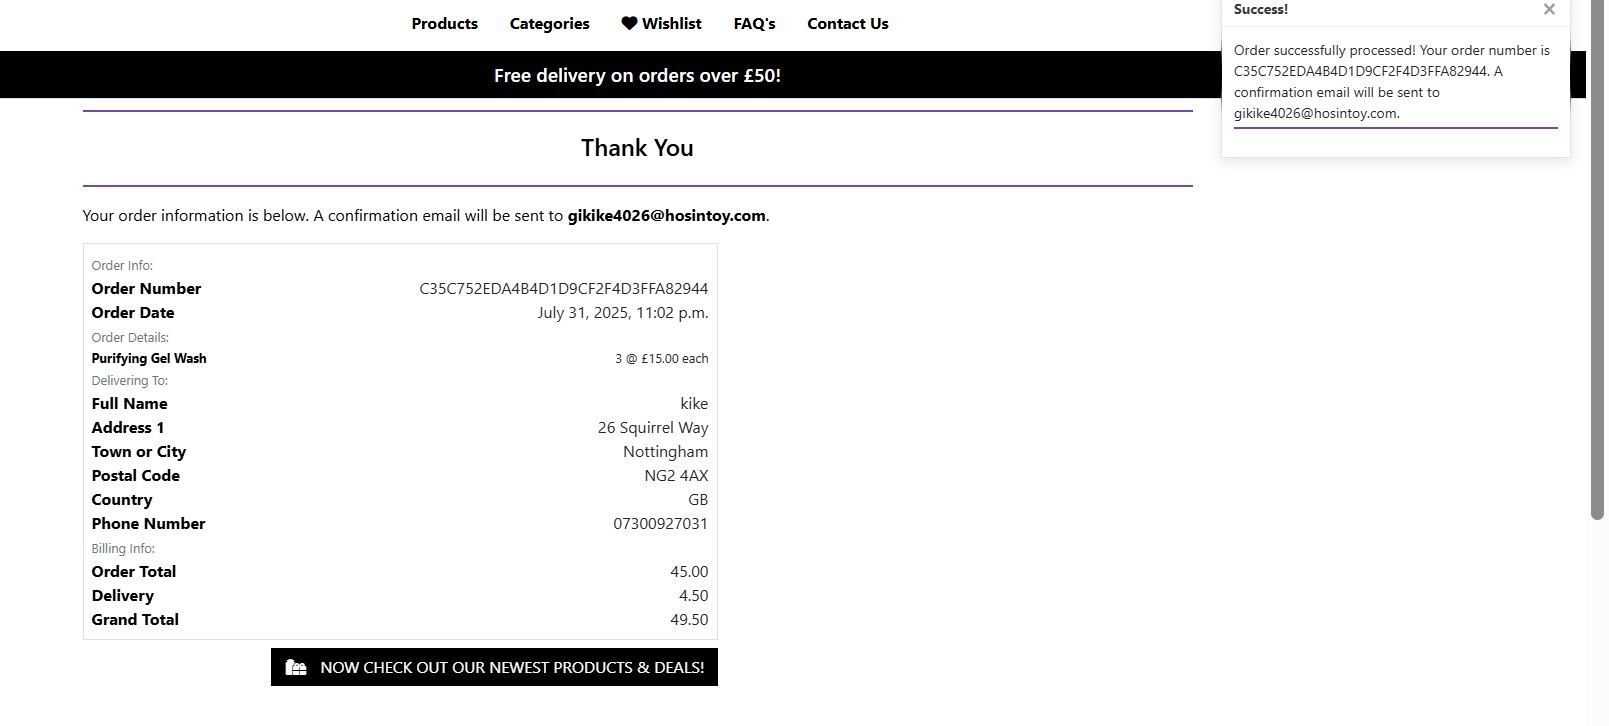 Products Categories Wishlist FAQ's Contact Us
Free delivery on orders over £50!
Success!
Order successfully processed! Your order number is
C35C752EDA4B4D1D9CF2F4D3FFA82944. A
confirmation email will be sent to
gikike4026@hosintoy.com.
Thank You
Your order information is below. A confirmation email will be sent to gikike4026@hosintoy.com.
Order Info:
Order Number C35C752EDA4B4D1D9CF2F4D3FFA82944
Order Date July 31, 2025, 11:02 p.m.
Order Details:
Purifying Gel Wash 3 @ £15.00 each
Delivering To:
Full Name kike
Address 1 26 Squirrel Way
Town or City Nottingham
Postal Code NG2 4AX
Country GB
Phone Number 07300927031
Billing Info:
Order Total 45.00
Delivery 4.50
Grand Total 49.50
NOW CHECK OUT OUR NEWEST PRODUCTS & DEALS!